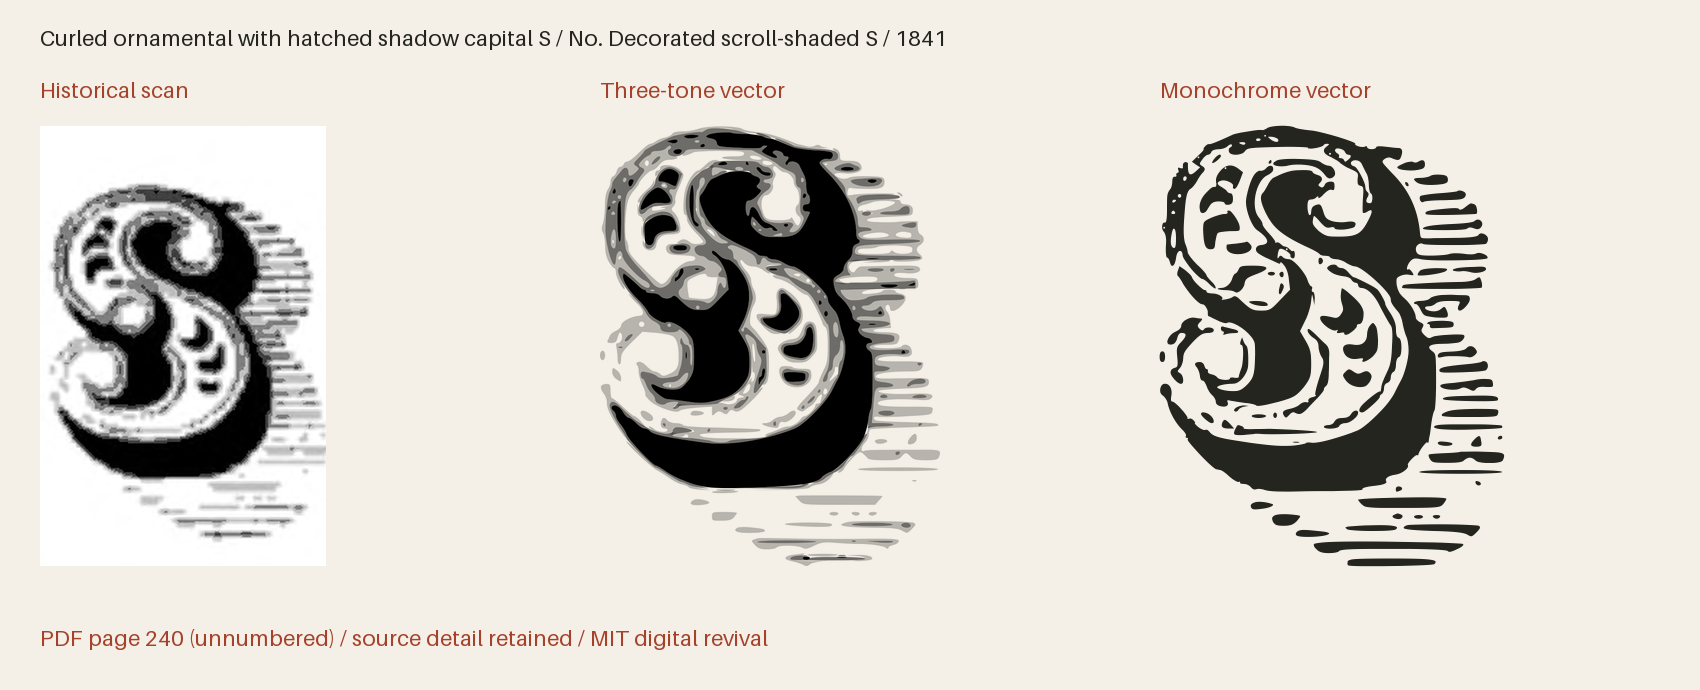 Curled ornamental with hatched shadow capital S / No. Decorated scroll-shaded S / 1841
Historical scan
Three-tone vector
Monochrome vector
S
S
S
PDF page 240 (unnumbered) / source detail retained / MIT digital revival